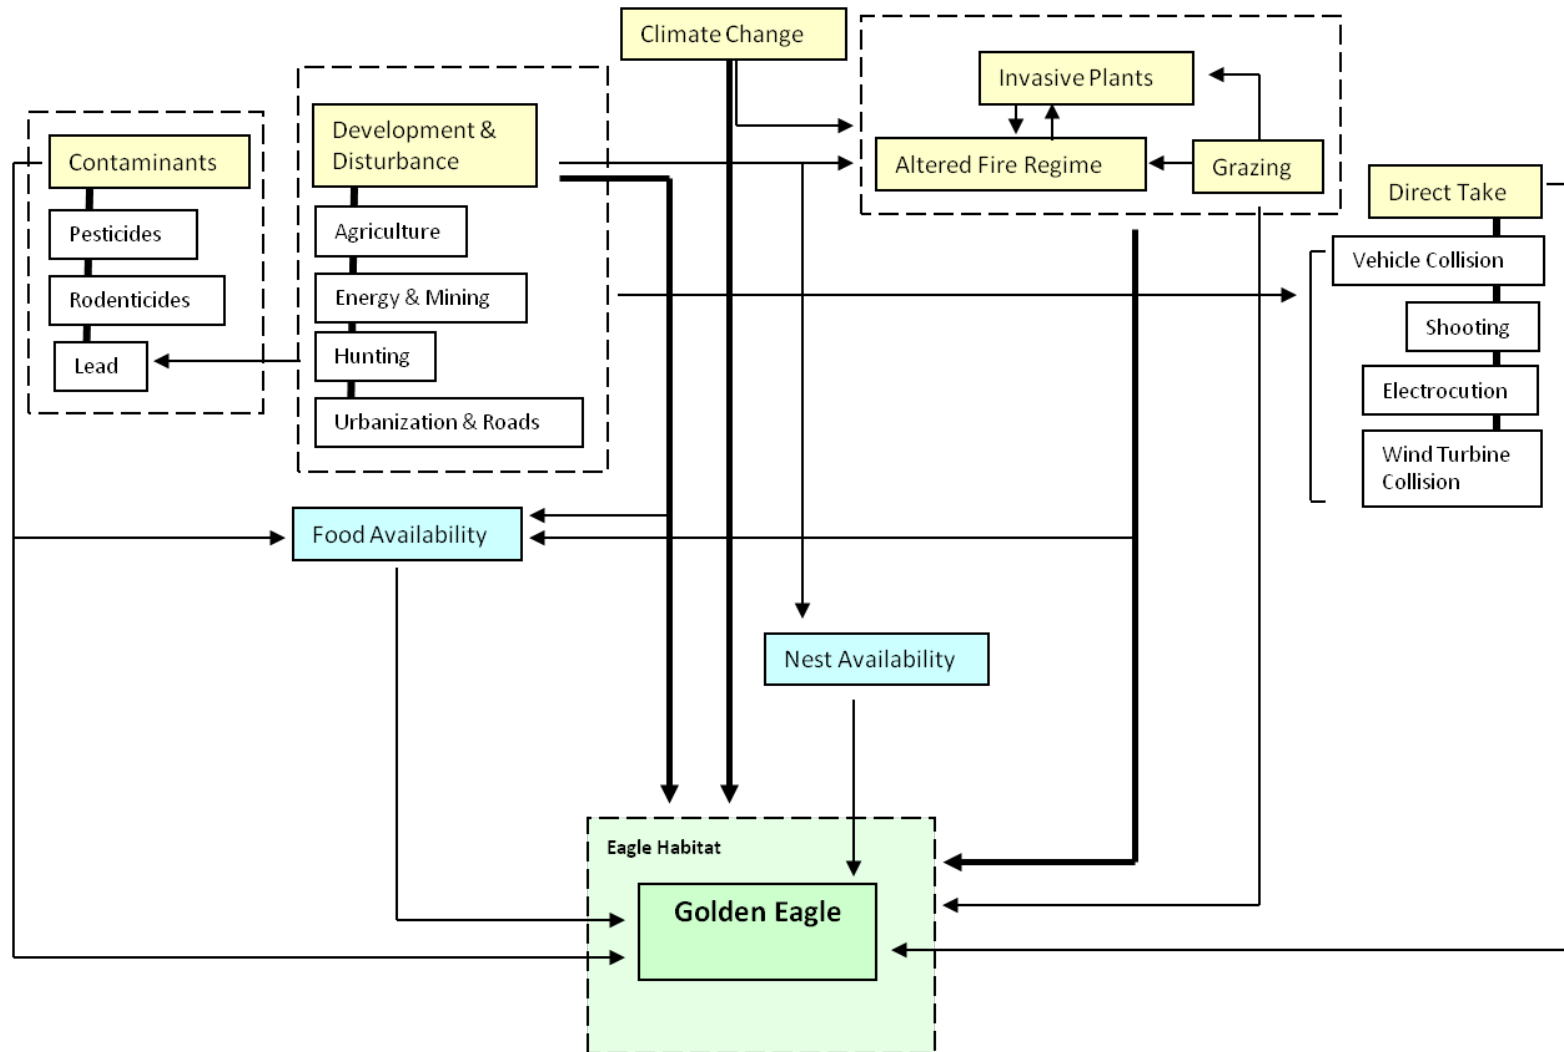 Climate Change
Invasive Plants
Development &
Disturbance
Contaminants
Altered Fire Regime
Grazing
Direct Take
Pesticides
Agriculture
Vehicle Collision
Rodenticides
Energy & Mining
Shooting
Lead
Hunting
Electrocution
Urbanization & Roads
Wind Turbine
Collision
Food Availability
Nest Availability
Eagle Habitat
Golden Eagle